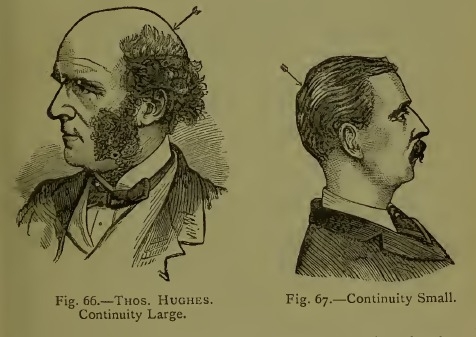 Fig. 66.—THOS. HUGHES.
Continuity Large.
Fig. 67.—Continuity Small.